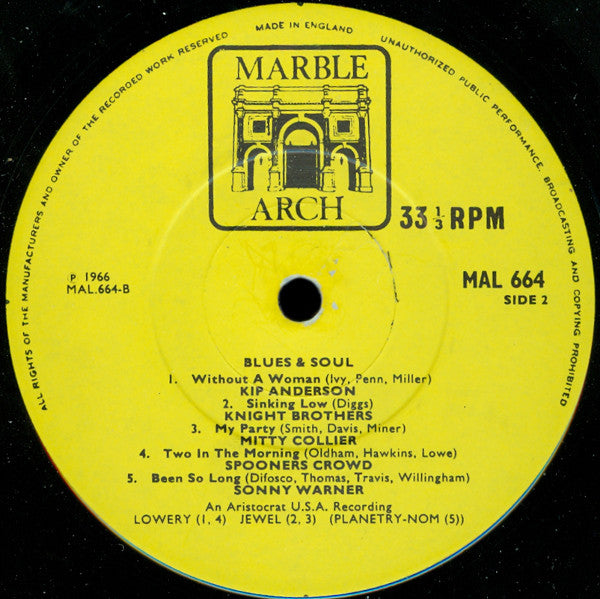 MADE IN ENGLAND
ALL RIGHTS OF THE MANUFACTURERS AND OWNER OF THE RECORDED WORK RESERVED
UNAUTHORIZED PUBLIC PERFORMANCE, BROADCASTING AND COPYING PROHIBITED
MARBLE
ARCH
33 1/3 RPM
P 1966
MAL.664-B
MAL 664
SIDE 2
BLUES & SOUL
1. Without A Woman (Ivy, Penn, Miller)
KIP ANDERSON
2. Sinking Low (Diggs)
KNIGHT BROTHERS
3. My Party (Smith, Davis, Miner)
MITTY COLLIER
4. Two In The Morning (Oldham, Hawkins, Lowe)
SPOONERS CROWD
5. Been So Long (Difosco, Thomas, Travis, Willingham)
SONNY WARNER
An Aristocrat U.S.A. Recording
LOWERY (1, 4) JEWEL (2, 3) (PLANETRY-NOM (5))